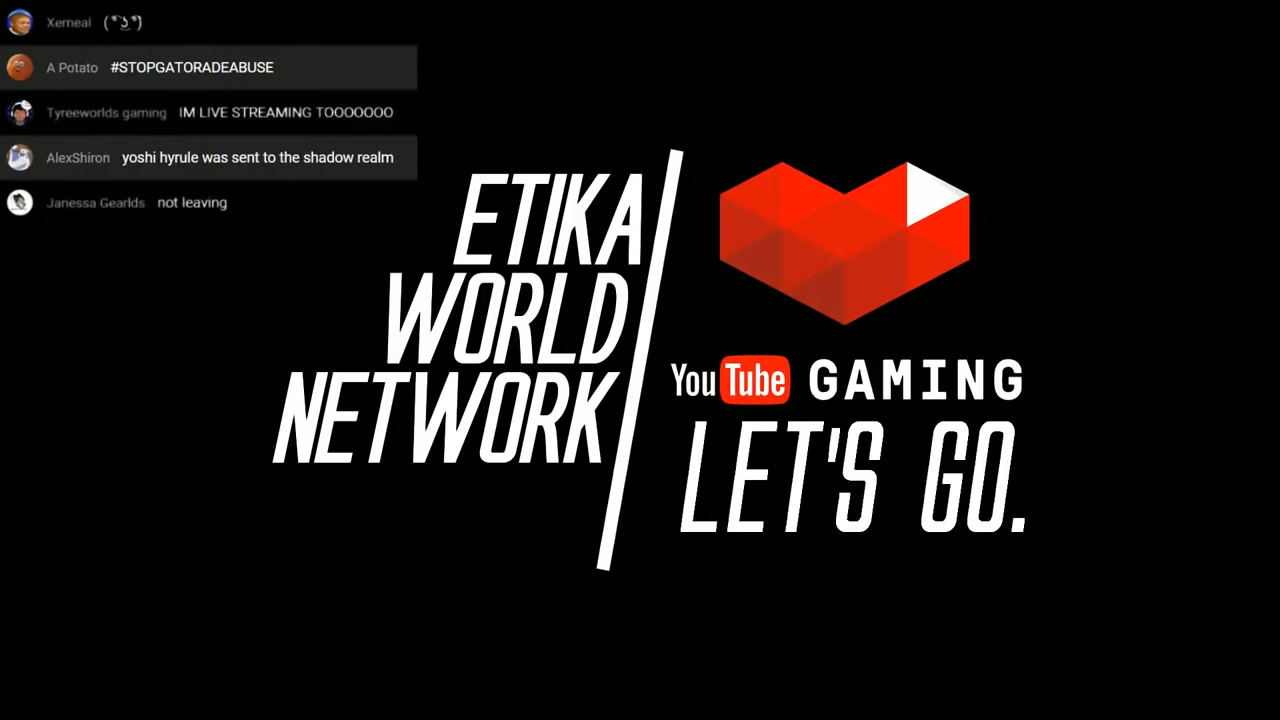 Xerneal ( ͡° ͜ʖ ͡°)
A Potato #STOPGATORADEABUSE
Tyreeworlds gaming IM LIVE STREAMING TOOOOOOO
AlexShiron yoshi hyrule was sent to the shadow realm
Janessa Gearlds not leaving
ETIKA
WORLD
NETWORK
YouTube GAMING
LET'S GO.